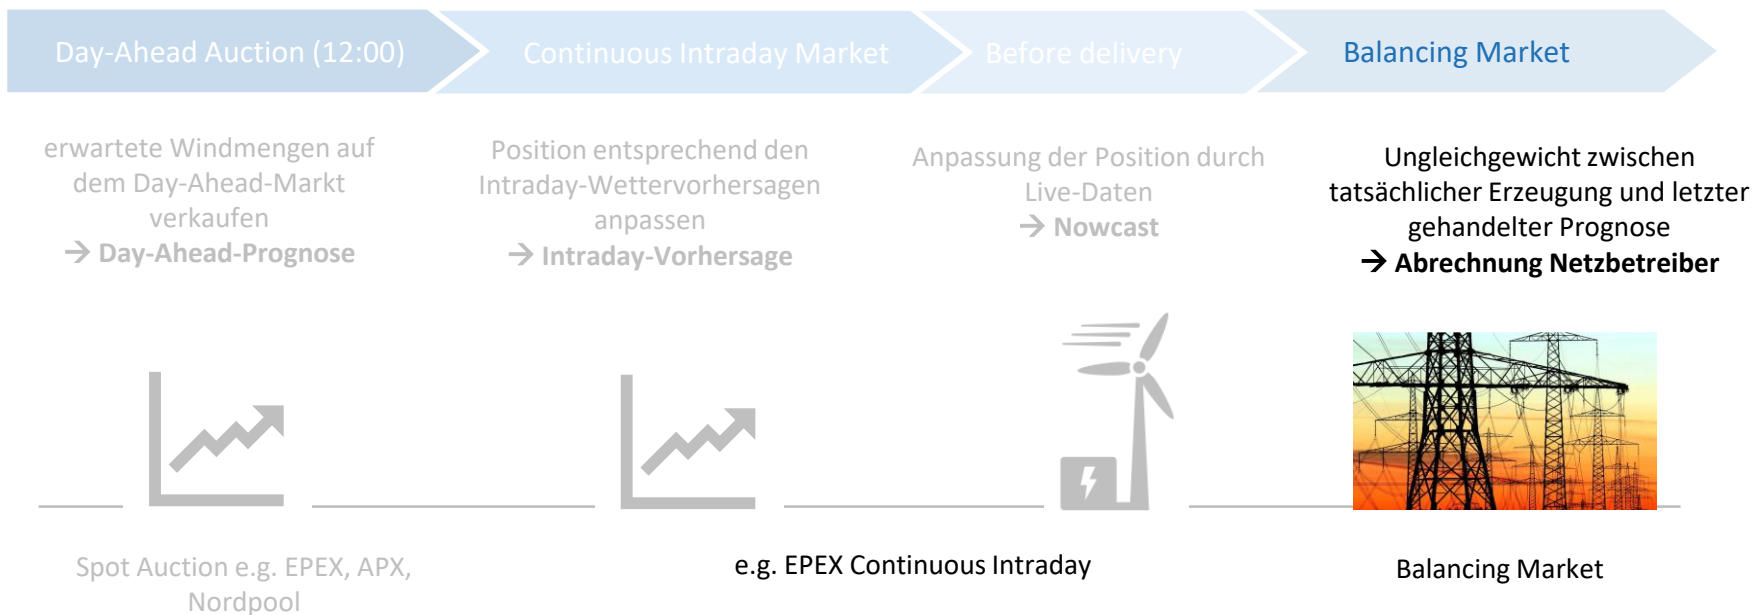 Day-Ahead Auction (12:00)
Continuous Intraday Market
Before delivery
Balancing Market
erwartete Windmengen auf
dem Day-Ahead-Markt
verkaufen
→ Day-Ahead-Prognose
Position entsprechend den
Intraday-Wettervorhersagen
anpassen
→ Intraday-Vorhersage
Anpassung der Position durch
Live-Daten
→ Nowcast
Ungleichgewicht zwischen
tatsächlicher Erzeugung und letzter
gehandelter Prognose
→ Abrechnung Netzbetreiber
Spot Auction e.g. EPEX, APX,
Nordpool
e.g. EPEX Continuous Intraday
Balancing Market